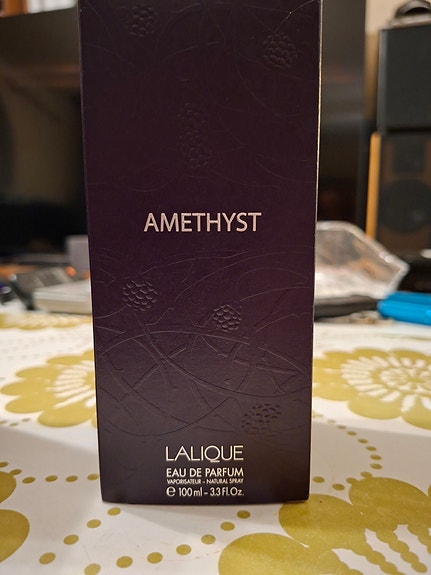 AMETHYST
LALIQUE
EAU DE PARFUM
VAPORISATEUR - NATURAL SPRAY
℮ 100 ml - 3.3 Fl.Oz.